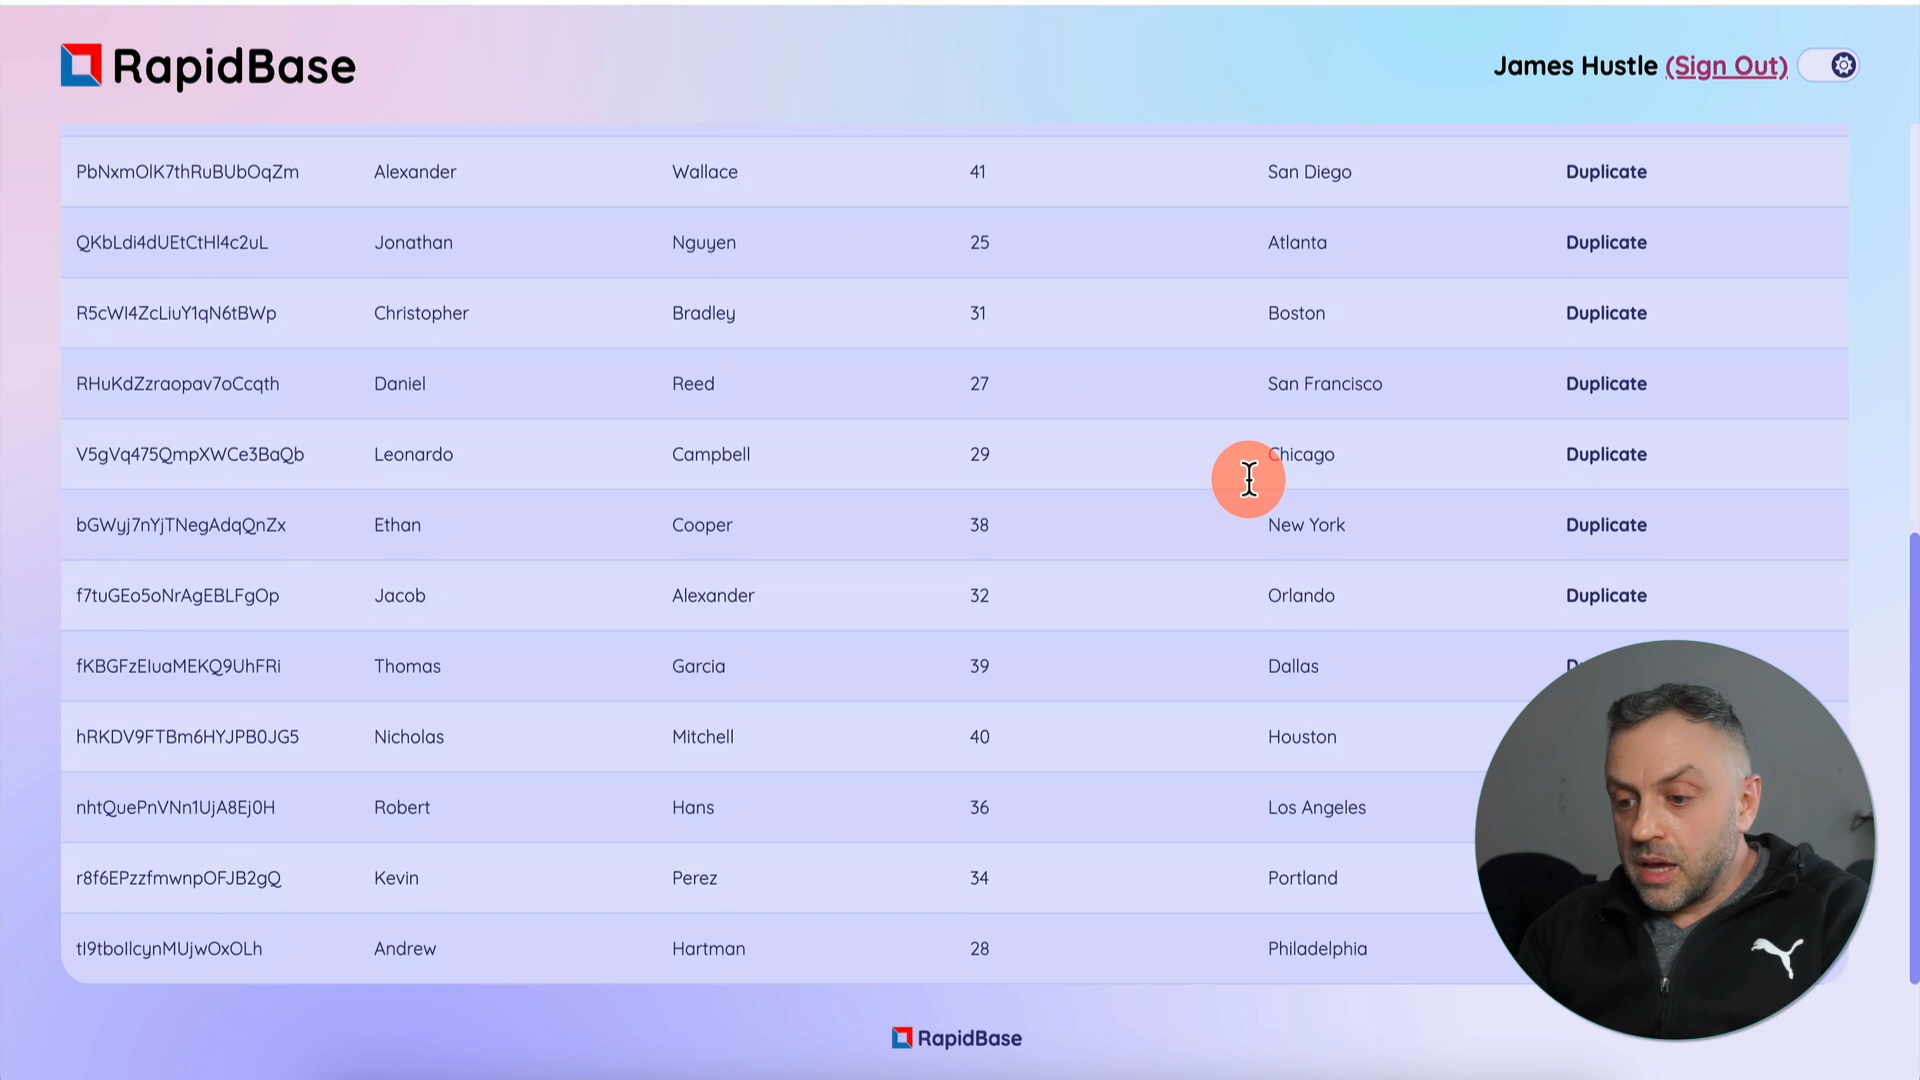 RapidBase
James Hustle (Sign Out)
PbNxmOlK7thRuBUbOqZm Alexander Wallace 41 San Diego Duplicate
QKbLdi4dUEtCtHl4c2uL Jonathan Nguyen 25 Atlanta Duplicate
R5cWl4ZcLiuY1qN6tBWp Christopher Bradley 31 Boston Duplicate
RHuKdZzraopav7oCcqth Daniel Reed 27 San Francisco Duplicate
V5gVq475QmpXWCe3BaQb Leonardo Campbell 29 Chicago Duplicate
bGWyj7nYjTNegAdqQnZx Ethan Cooper 38 New York Duplicate
f7tuGEo5oNrAgEBLFgOp Jacob Alexander 32 Orlando Duplicate
fKBGFzEIuaMEKQ9UhFRi Thomas Garcia 39 Dallas
hRKDV9FTBm6HYJPB0JG5 Nicholas Mitchell 40 Houston
nhtQuePnVNn1UjA8Ej0H Robert Hans 36 Los Angeles
r8f6EPzzfmwnpOFJB2gQ Kevin Perez 34 Portland
tI9tboIlcynMUjwOxOLh Andrew Hartman 28 Philadelphia
RapidBase